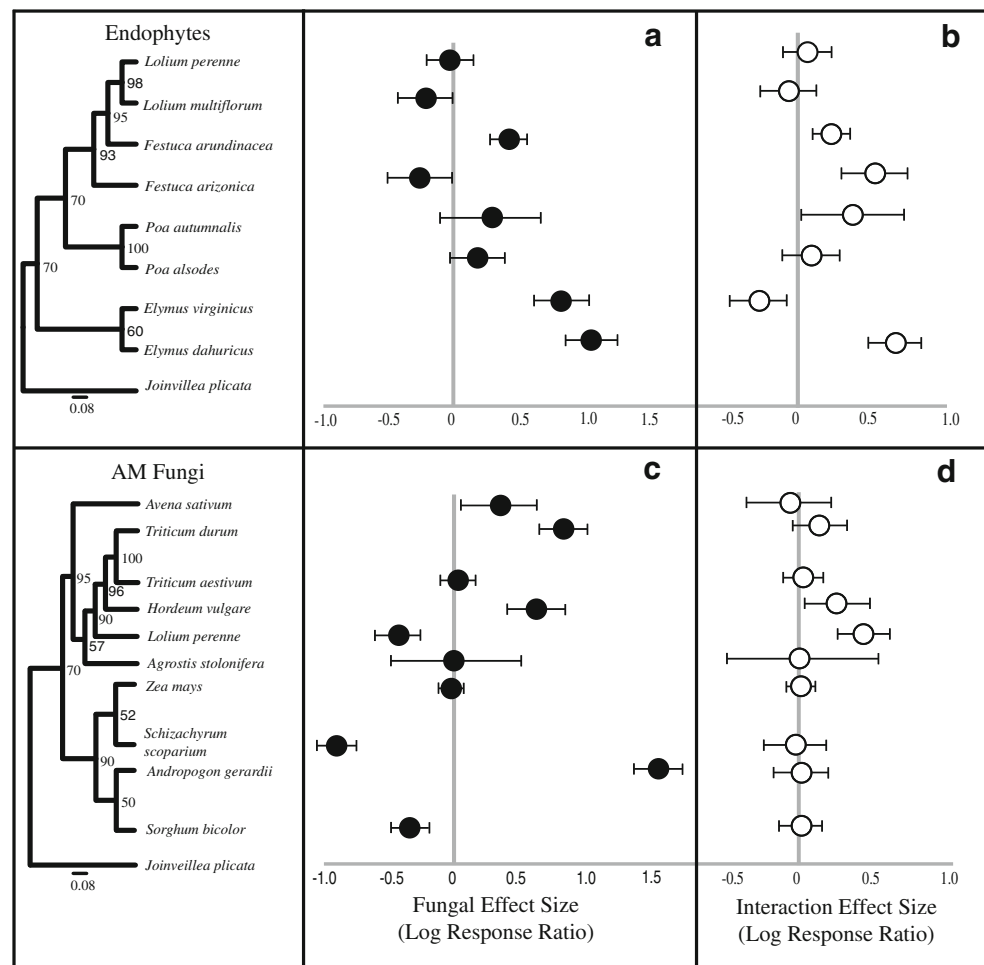 Endophytes
a
b
Lolium perenne
98
Lolium multiflorum
95
Festuca arundinacea
93
Festuca arizonica
70
Poa autumnalis
100
Poa alsodes
70
Elymus virginicus
60
Elymus dahuricus
Joinvillea plicata
0.08
-1.0 -0.5 0 0.5 1.0 1.5
-0.5 0 0.5 1.0
AM Fungi
c
d
Avena sativum
Triticum durum
100
95
Triticum aestivum
96
Hordeum vulgare
90
Lolium perenne
57
Agrostis stolonifera
70
Zea mays
52
Schizachyrum
scoparium
90
Andropogon gerardii
50
Sorghum bicolor
Joinveillea plicata
0.08
-1.0 -0.5 0 0.5 1.0 1.5
-0.5 0 0.5 1.0
Fungal Effect Size
(Log Response Ratio)
Interaction Effect Size
(Log Response Ratio)